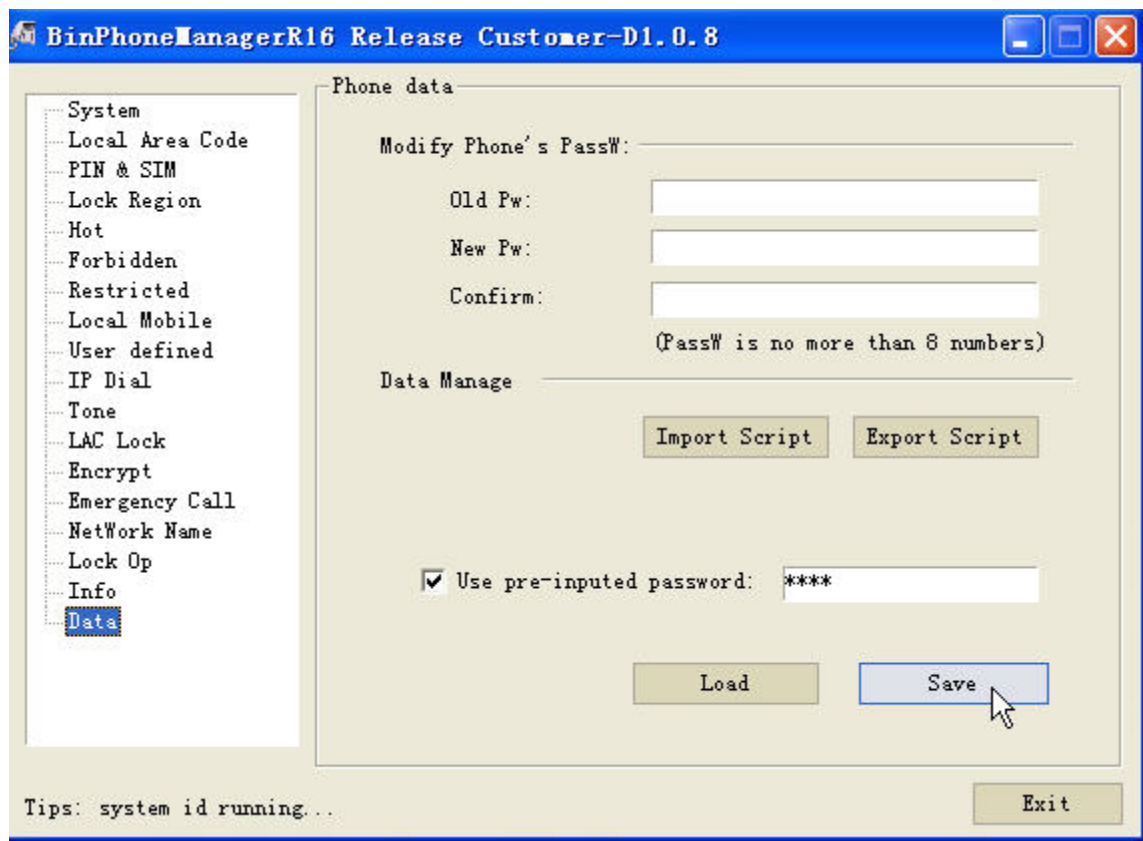 BinPhoneManagerR16 Release Customer-D1.0.8
System
Local Area Code
PIN & SIM
Lock Region
Hot
Forbidden
Restricted
Local Mobile
User defined
IP Dial
Tone
LAC Lock
Encrypt
Emergency Call
NetWork Name
Lock Op
Info
Data
Phone data
Modify Phone's PassW:
Old Pw:
New Pw:
Confirm:
(PassW is no more than 8 numbers)
Data Manage
Import Script Export Script
Use pre-inputed password: ****
Load Save
Tips: system id running...
Exit